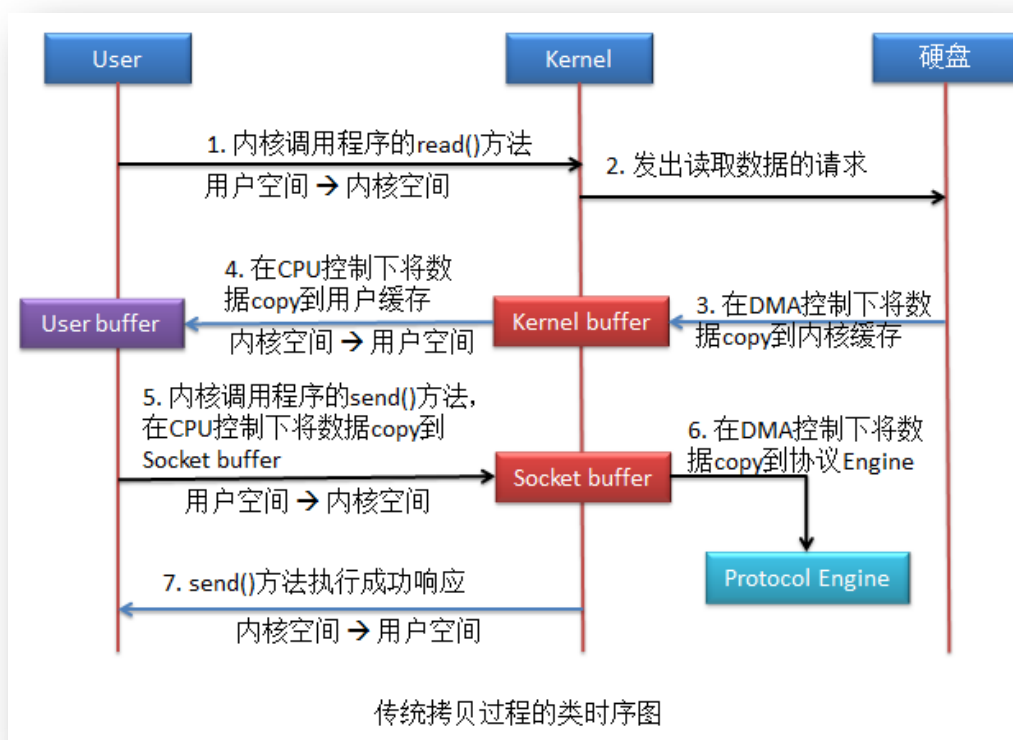 User
Kernel
硬盘
1. 内核调用程序的read()方法
用户空间 → 内核空间
2. 发出读取数据的请求
4. 在CPU控制下将数
据copy到用户缓存
内核空间 → 用户空间
User buffer
Kernel buffer
3. 在DMA控制下将数
据copy到内核缓存
5. 内核调用程序的send()方法,
在CPU控制下将数据copy到
Socket buffer
用户空间 → 内核空间
Socket buffer
6. 在DMA控制下将数
据copy到协议Engine
Protocol Engine
7. send()方法执行成功响应
内核空间 → 用户空间
传统拷贝过程的类时序图